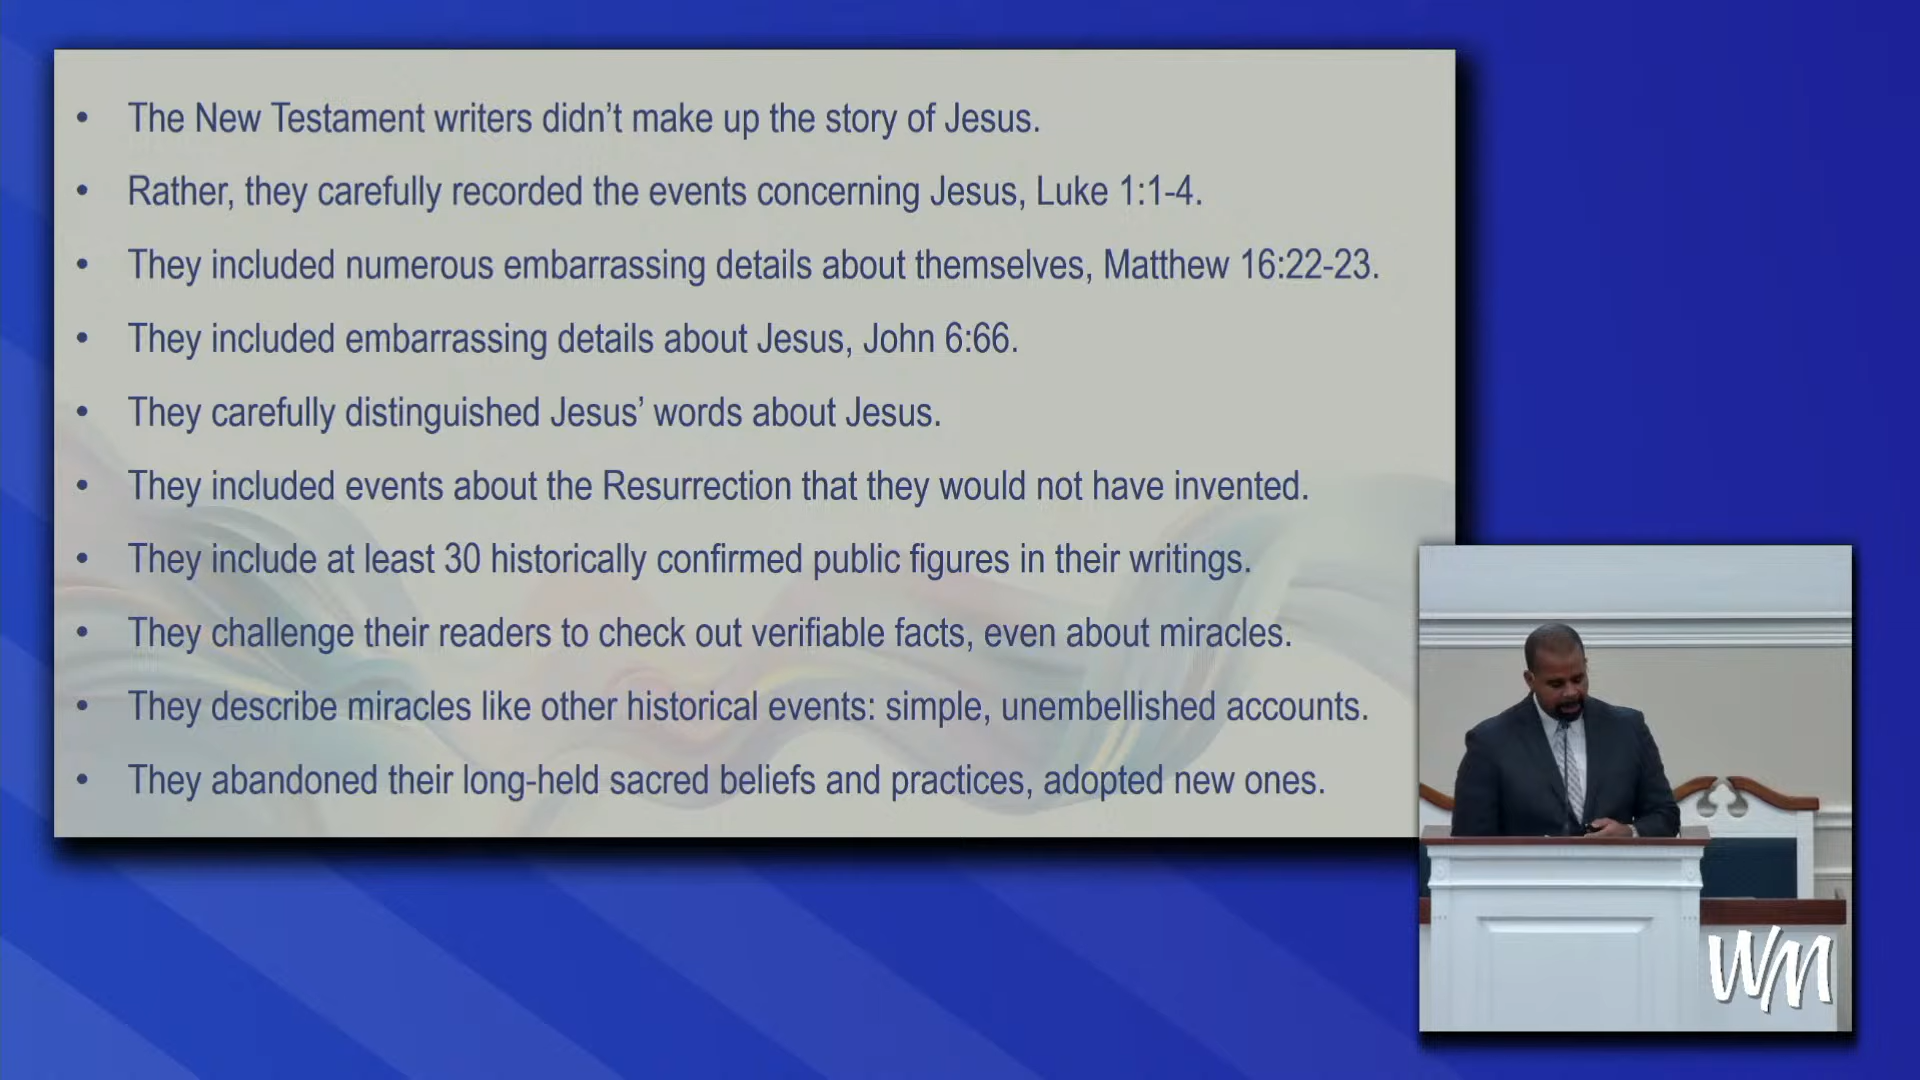 • The New Testament writers didn’t make up the story of Jesus.
• Rather, they carefully recorded the events concerning Jesus, Luke 1:1-4.
• They included numerous embarrassing details about themselves, Matthew 16:22-23.
• They included embarrassing details about Jesus, John 6:66.
• They carefully distinguished Jesus’ words about Jesus.
• They included events about the Resurrection that they would not have invented.
• They include at least 30 historically confirmed public figures in their writings.
• They challenge their readers to check out verifiable facts, even about miracles.
• They describe miracles like other historical events: simple, unembellished accounts.
• They abandoned their long-held sacred beliefs and practices, adopted new ones.
WM